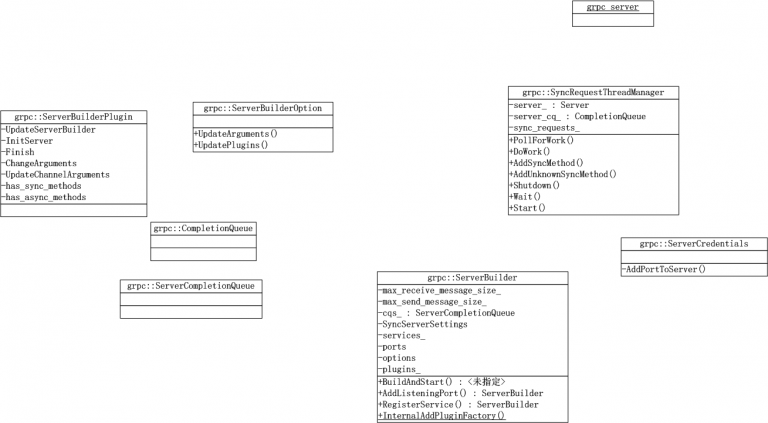 grpc server
grpc::SyncRequestThreadManager
-server_ : Server
-server_cq_ : CompletionQueue
-sync_requests_
+PollForWork()
+DoWork()
+AddSyncMethod()
+AddUnknownSyncMethod()
+Shutdown()
+Wait()
+Start()
grpc::ServerBuilderOption
+UpdateArguments()
+UpdatePlugins()
grpc::ServerBuilderPlugin
-UpdateServerBuilder
-InitServer
-Finish
-ChangeArguments
-UpdateChannelArguments
-has_sync_methods
-has_async_methods
grpc::CompletionQueue
grpc::ServerCredentials
-AddPortToServer()
grpc::ServerCompletionQueue
grpc::ServerBuilder
-max_receive_message_size_
-max_send_message_size_
-cqs_ : ServerCompletionQueue
-SyncServerSettings
-services_
-ports
-options
-plugins_
+BuildAndStart() : <未指定>
+AddListeningPort() : ServerBuilder
+RegisterService() : ServerBuilder
+InternalAddPluginFactory()